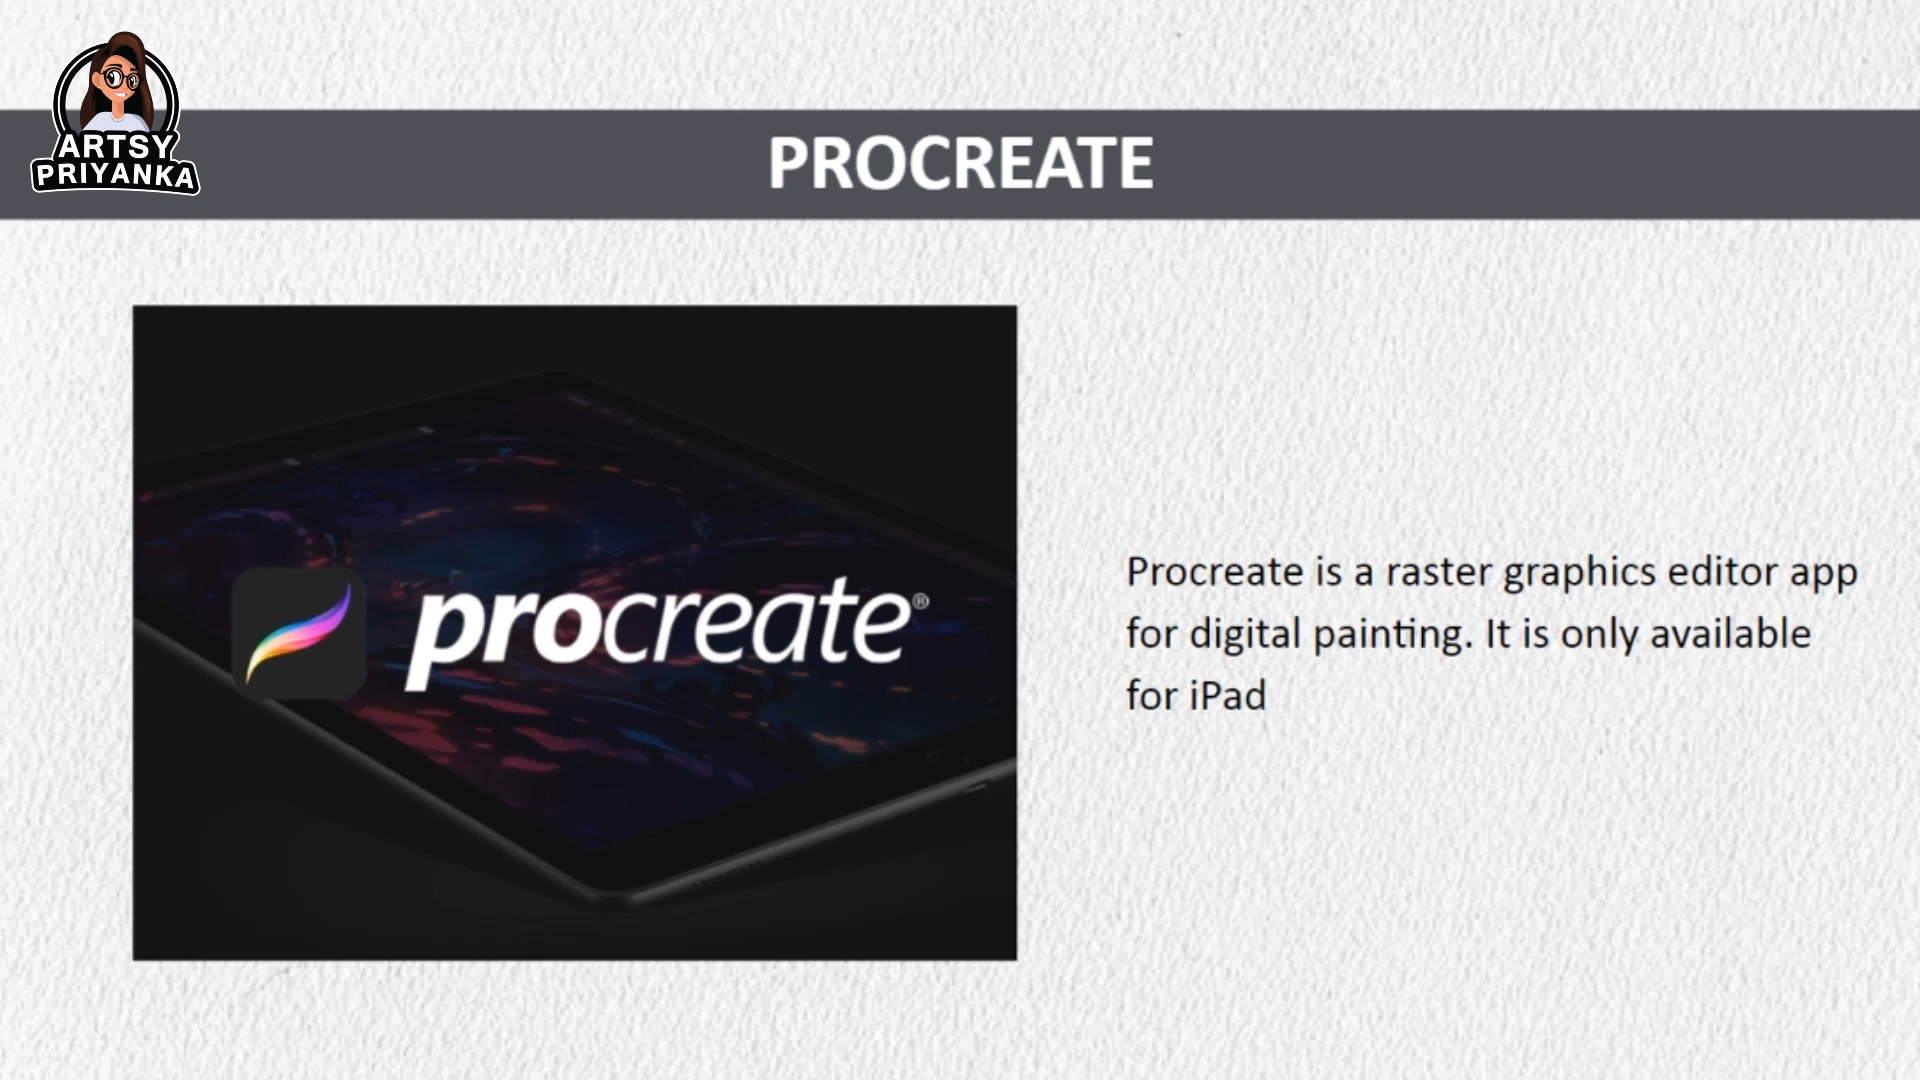 ARTSY
PRIYANKA
PROCREATE
procreate®
Procreate is a raster graphics editor app
for digital painting. It is only available
for iPad